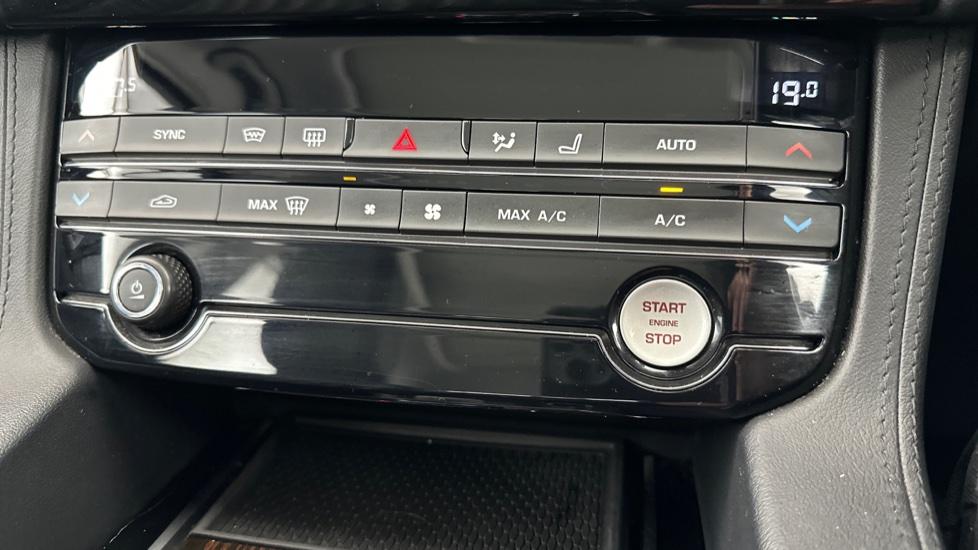 19.0
SYNC
AUTO
MAX
MAX A/C
A/C
START
ENGINE
STOP